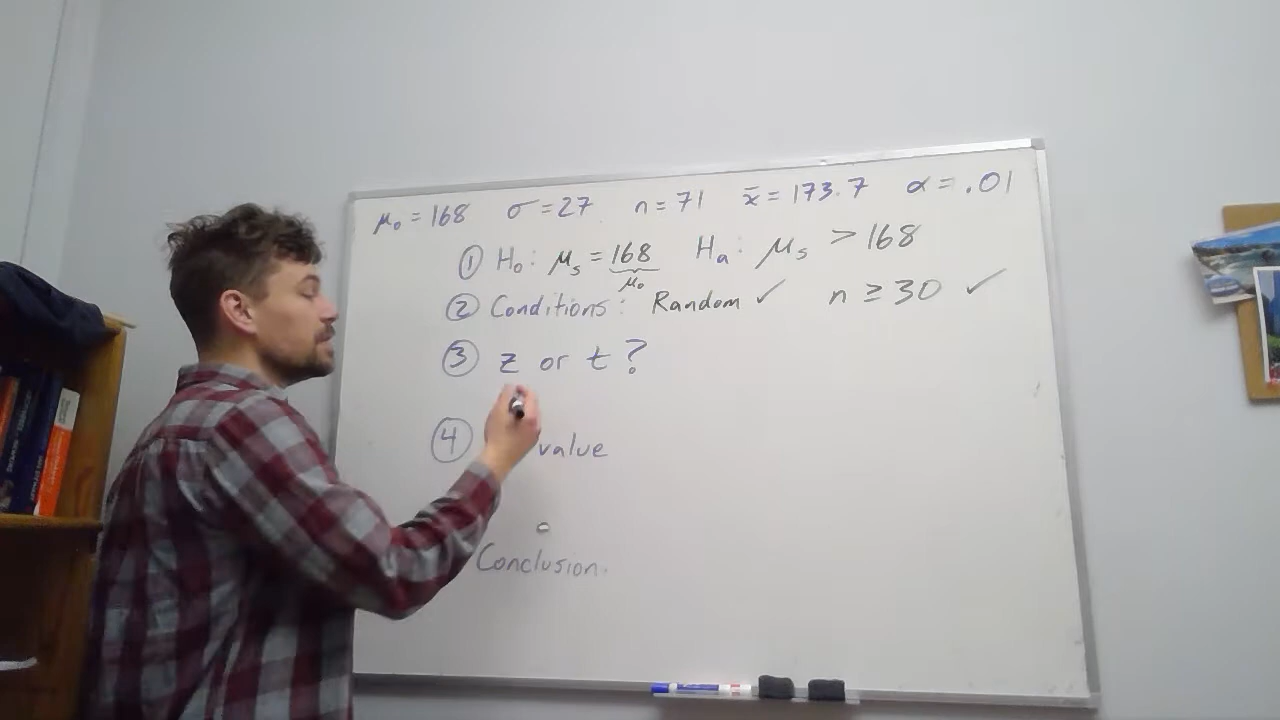 μ₀ = 168 σ = 27 n = 71 x̄ = 173.7 α = .01
① H₀: μₛ = 168 Hₐ: μₛ > 168
μ₀
② Conditions: Random ✓ n ≥ 30 ✓
③ z or t?
④ value
Conclusion.